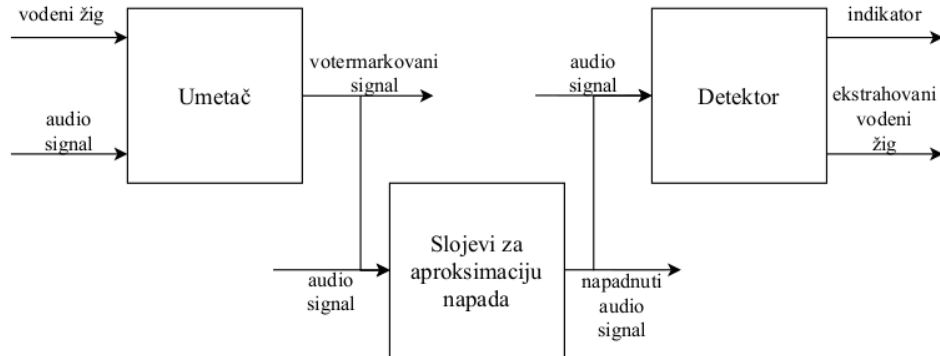 vodeni žig
audio
signal
Umetač
votermarkovani
signal
audio
signal
Slojevi za
aproksimaciju
napada
napadnuti
audio
signal
audio
signal
Detektor
indikator
ekstrahovani
vodeni
žig